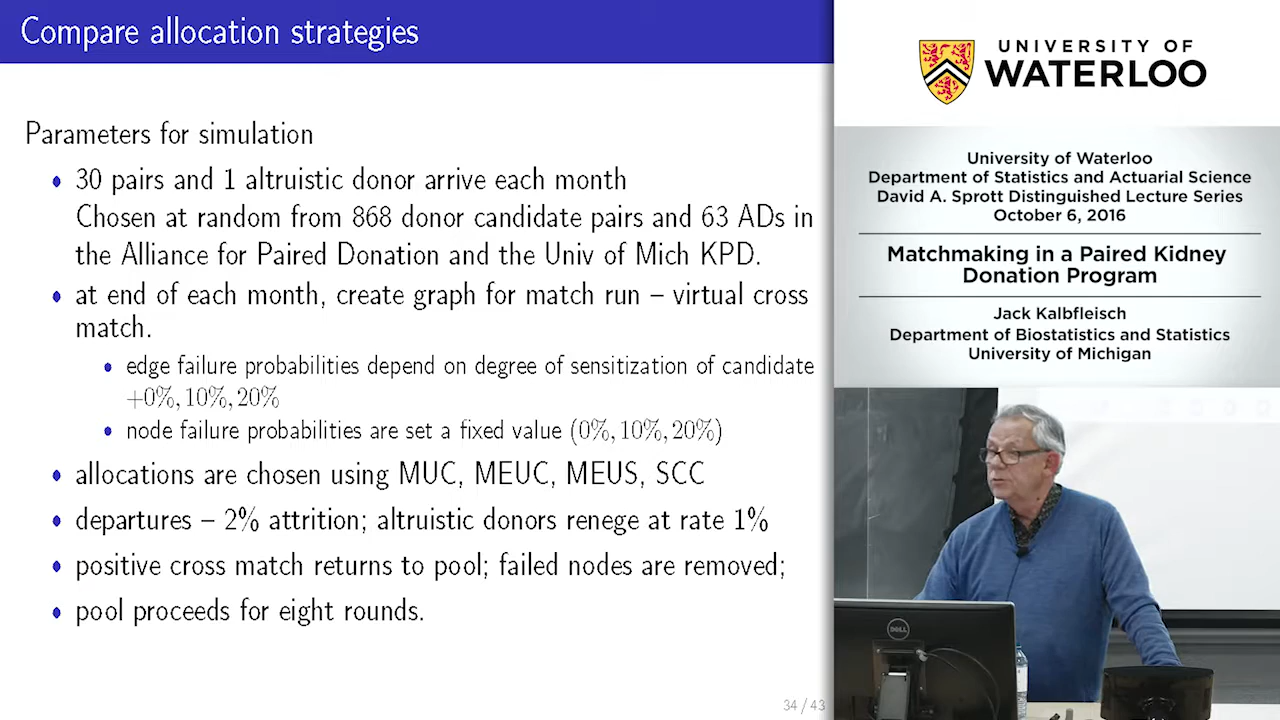 Compare allocation strategies
Parameters for simulation
• 30 pairs and 1 altruistic donor arrive each month
Chosen at random from 868 donor candidate pairs and 63 ADs in
the Alliance for Paired Donation and the Univ of Mich KPD.
• at end of each month, create graph for match run – virtual cross
match.
• edge failure probabilities depend on degree of sensitization of candidate
+0%, 10%, 20%
• node failure probabilities are set a fixed value (0%, 10%, 20%)
• allocations are chosen using MUC, MEUC, MEUS, SCC
• departures – 2% attrition; altruistic donors renege at rate 1%
• positive cross match returns to pool; failed nodes are removed;
• pool proceeds for eight rounds.
34 / 43
UNIVERSITY OF
WATERLOO
University of Waterloo
Department of Statistics and Actuarial Science
David A. Sprott Distinguished Lecture Series
October 6, 2016
Matchmaking in a Paired Kidney
Donation Program
Jack Kalbfleisch
Department of Biostatistics and Statistics
University of Michigan
DELL